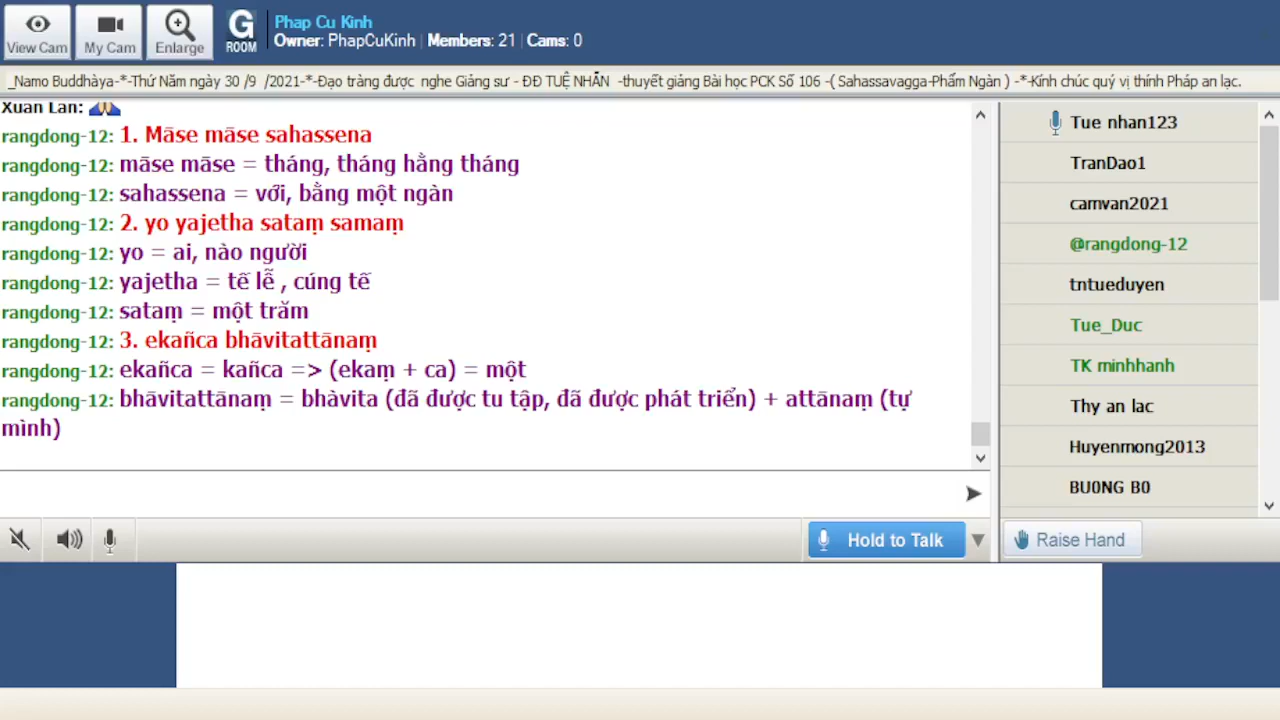 View Cam
My Cam
Enlarge
G
ROOM
Phap Cu Kinh
Owner: PhapCuKinh | Members: 21 | Cams: 0
_Namo Buddhàya-*-Thứ Năm ngày 30 /9 /2021-*-Đạo tràng được nghe Giảng sư - ĐĐ TUỆ NHẪN -thuyết giảng Bài học PCK Số 106 -( Sahassavagga-Phẩm Ngàn ) -*-Kính chúc quý vị thính Pháp an lạc.
Xuan Lan:
rangdong-12: 1. Māse māse sahassena
rangdong-12: māse māse = tháng, tháng hằng tháng
rangdong-12: sahassena = với, bằng một ngàn
rangdong-12: 2. yo yajetha sataṃ samaṃ
rangdong-12: yo = ai, nào người
rangdong-12: yajetha = tế lễ , cúng tế
rangdong-12: sataṃ = một trăm
rangdong-12: 3. ekañca bhāvitattānaṃ
rangdong-12: ekañca = kañca => (ekaṃ + ca) = một
rangdong-12: bhāvitattānaṃ = bhàvita (đã được tu tập, đã được phát triển) + attānaṃ (tự
mình)
Tue nhan123
TranDao1
camvan2021
@rangdong-12
tntueduyen
Tue_Duc
TK minhhanh
Thy an lac
Huyenmong2013
BU0NG B0
Hold to Talk
Raise Hand